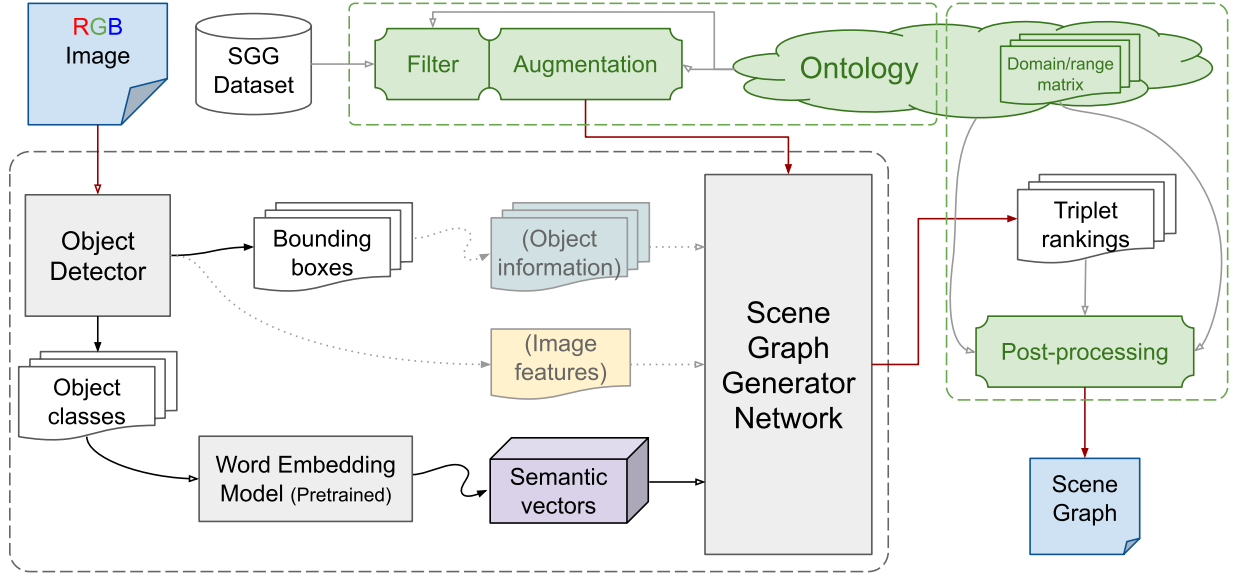 RGB
Image
SGG
Dataset
Filter
Augmentation
Ontology
Domain/range
matrix
Object
Detector
Bounding
boxes
(Object
information)
Triplet
rankings
(Image
features)
Scene
Graph
Generator
Network
Post-processing
Object
classes
Word Embedding
Model (Pretrained)
Semantic
vectors
Scene
Graph